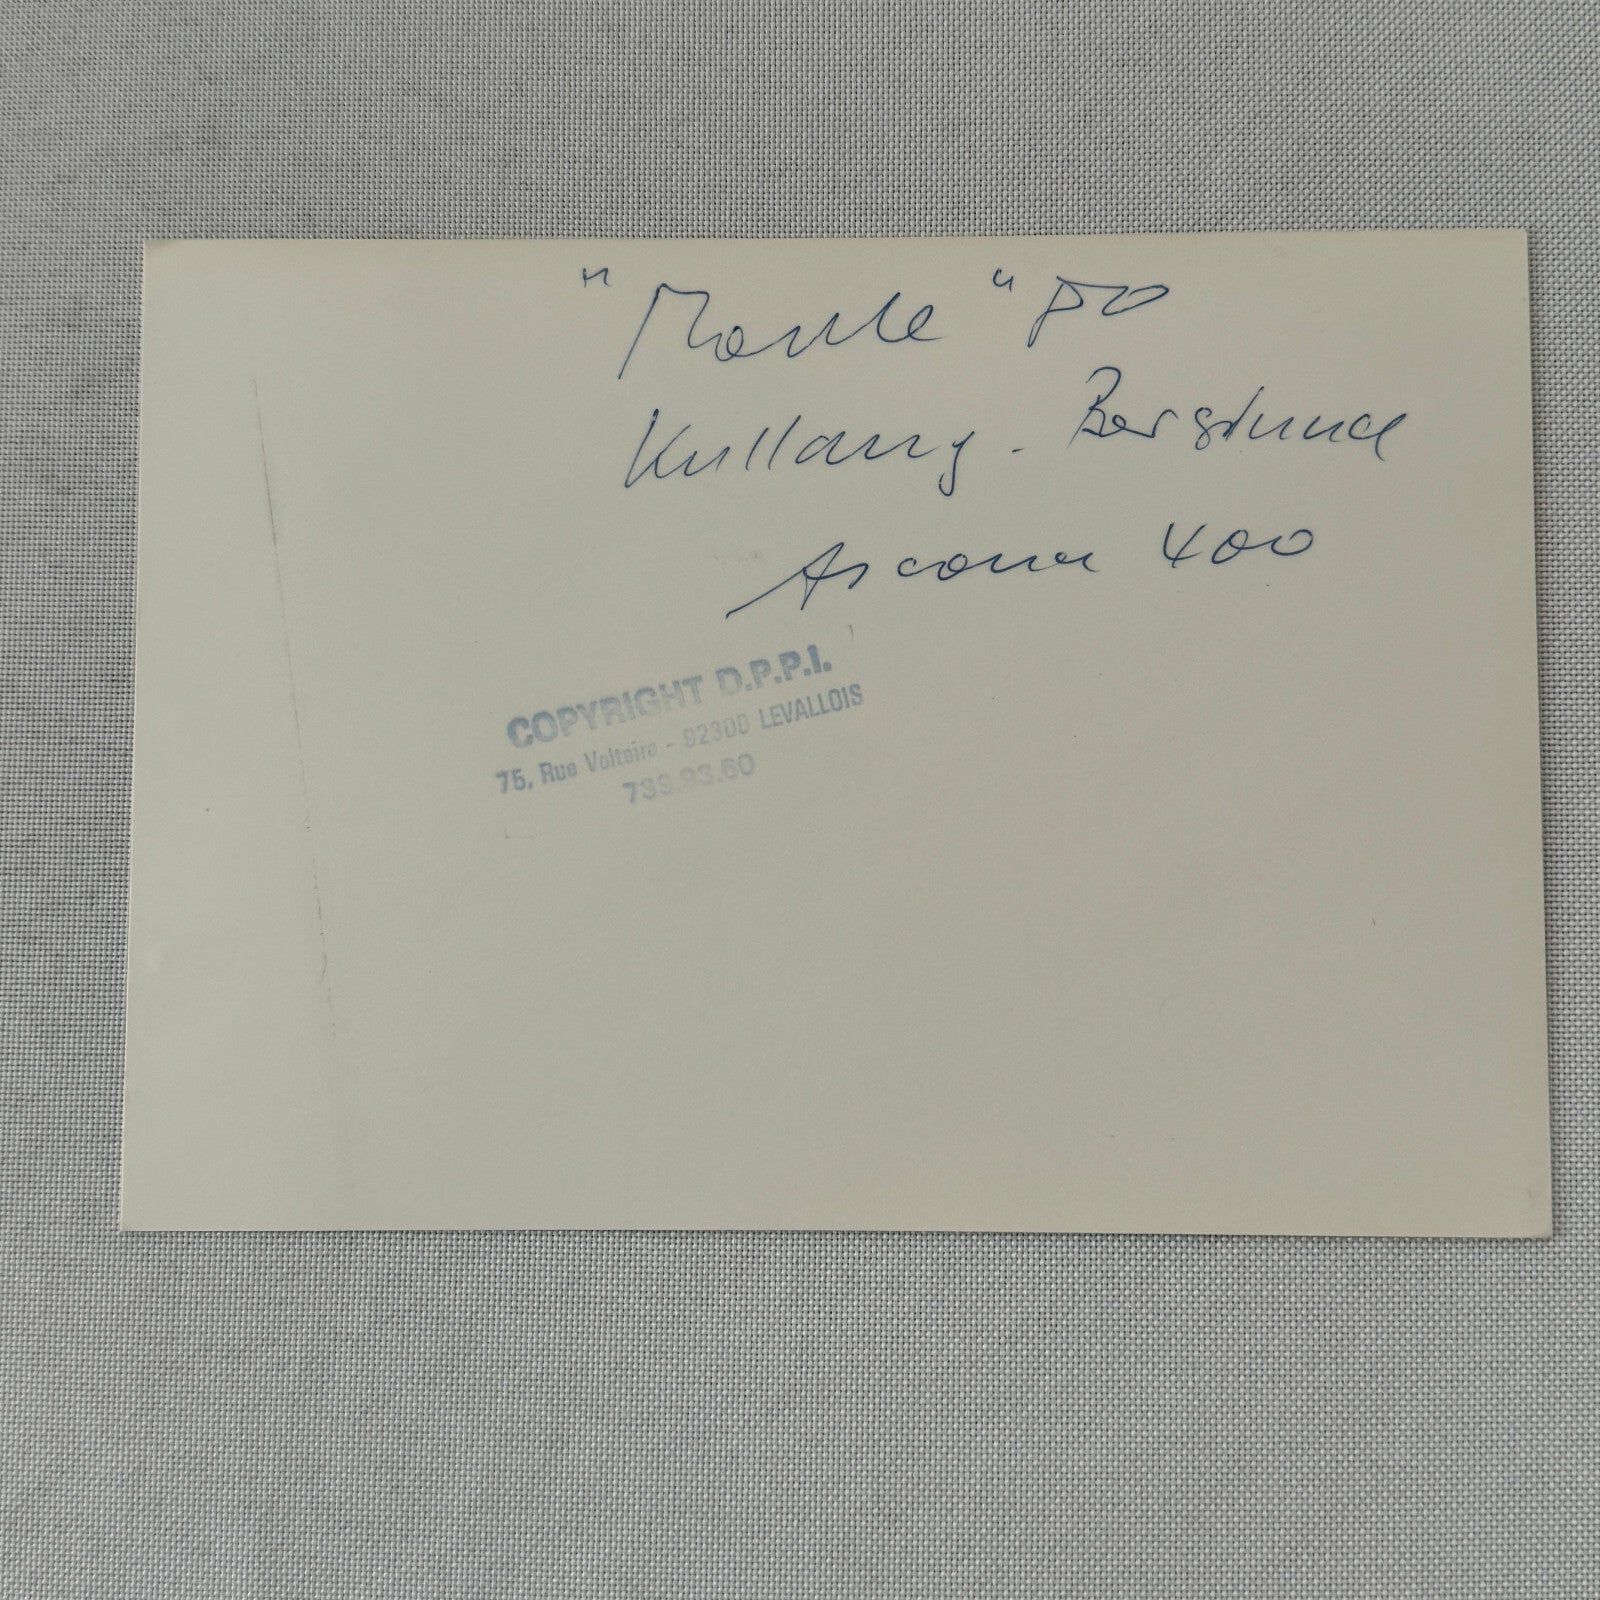 "Monte" 80
Kullang - Berglund
Ascona 400
COPYRIGHT D.P.P.I.
75, Rue Voltaire - 92300 LEVALLOIS
739.93.60